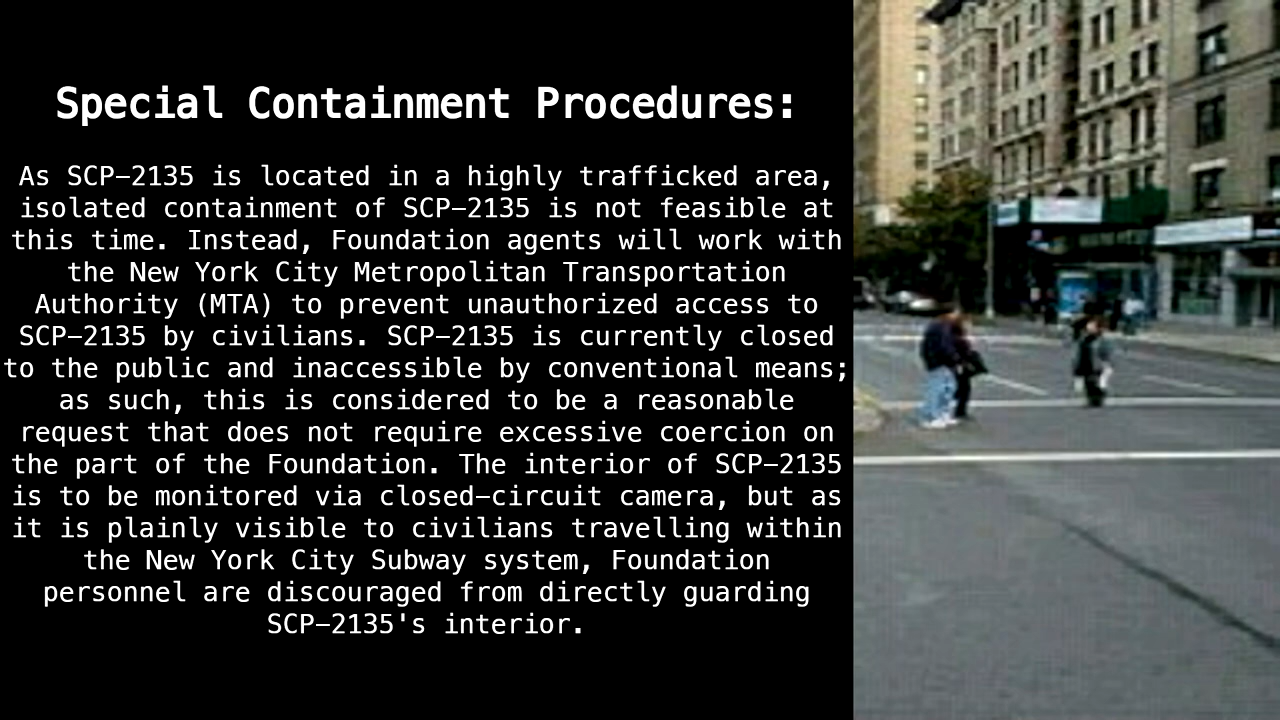 Special Containment Procedures:
As SCP–2135 is located in a highly trafficked area,
isolated containment of SCP–2135 is not feasible at
this time. Instead, Foundation agents will work with
the New York City Metropolitan Transportation
Authority (MTA) to prevent unauthorized access to
SCP–2135 by civilians. SCP–2135 is currently closed
to the public and inaccessible by conventional means;
as such, this is considered to be a reasonable
request that does not require excessive coercion on
the part of the Foundation. The interior of SCP–2135
is to be monitored via closed–circuit camera, but as
it is plainly visible to civilians travelling within
the New York City Subway system, Foundation
personnel are discouraged from directly guarding
SCP–2135's interior.